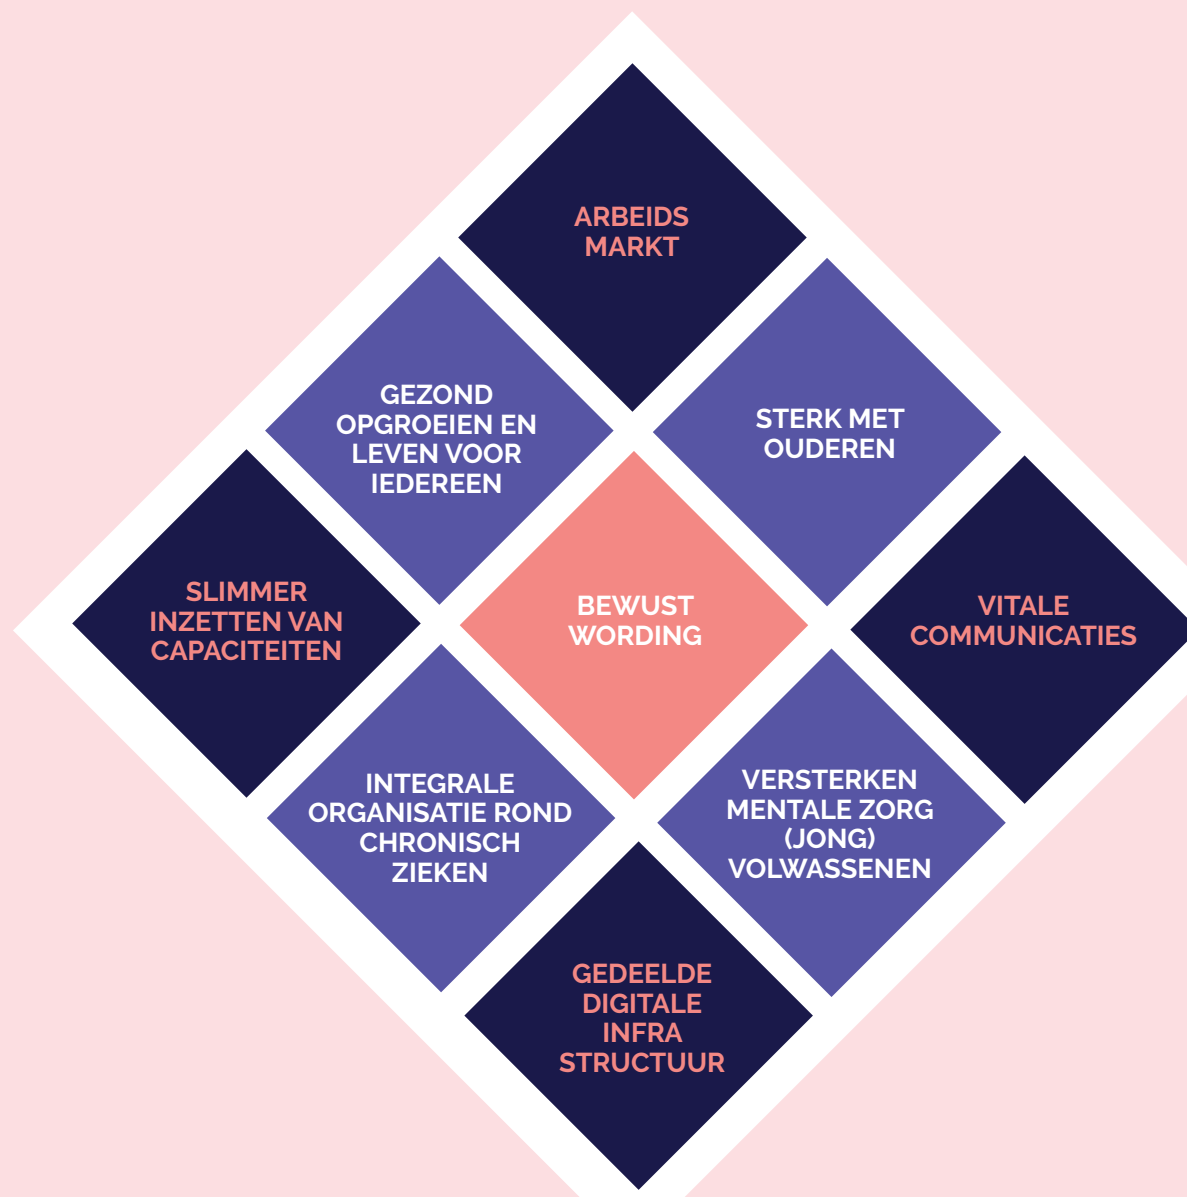 ARBEIDS
MARKT
GEZOND
OPGROEIEN EN
LEVEN VOOR
IEDEREEN
STERK MET
OUDEREN
SLIMMER
INZETTEN VAN
CAPACITEITEN
BEWUST
WORDING
VITALE
COMMUNICATIES
INTEGRALE
ORGANISATIE ROND
CHRONISCH
ZIEKEN
VERSTERKEN
MENTALE ZORG
(JONG)
VOLWASSENEN
GEDEELDE
DIGITALE
INFRA
STRUCTUUR